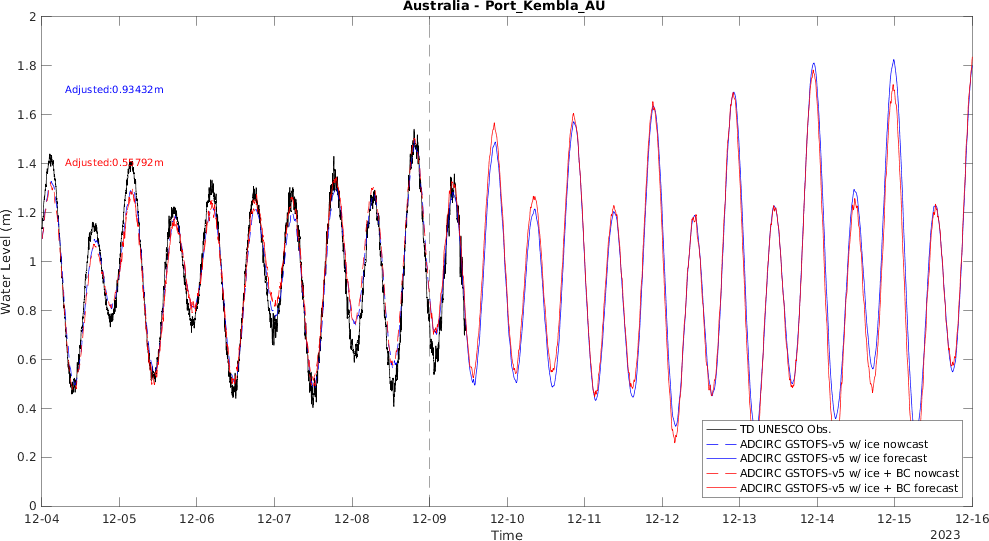 Australia - Port_Kembla_AU
2
1.8
1.6
1.4
1.2
1
0.8
0.6
0.4
0.2
0
Water Level (m)
Adjusted:0.93432m
Adjusted:0.55792m
TD UNESCO Obs.
ADCIRC GSTOFS-v5 w/ ice nowcast
ADCIRC GSTOFS-v5 w/ ice forecast
ADCIRC GSTOFS-v5 w/ ice + BC nowcast
ADCIRC GSTOFS-v5 w/ ice + BC forecast
12-04 12-05 12-06 12-07 12-08 12-09 12-10 12-11 12-12 12-13 12-14 12-15 12-16
Time
2023